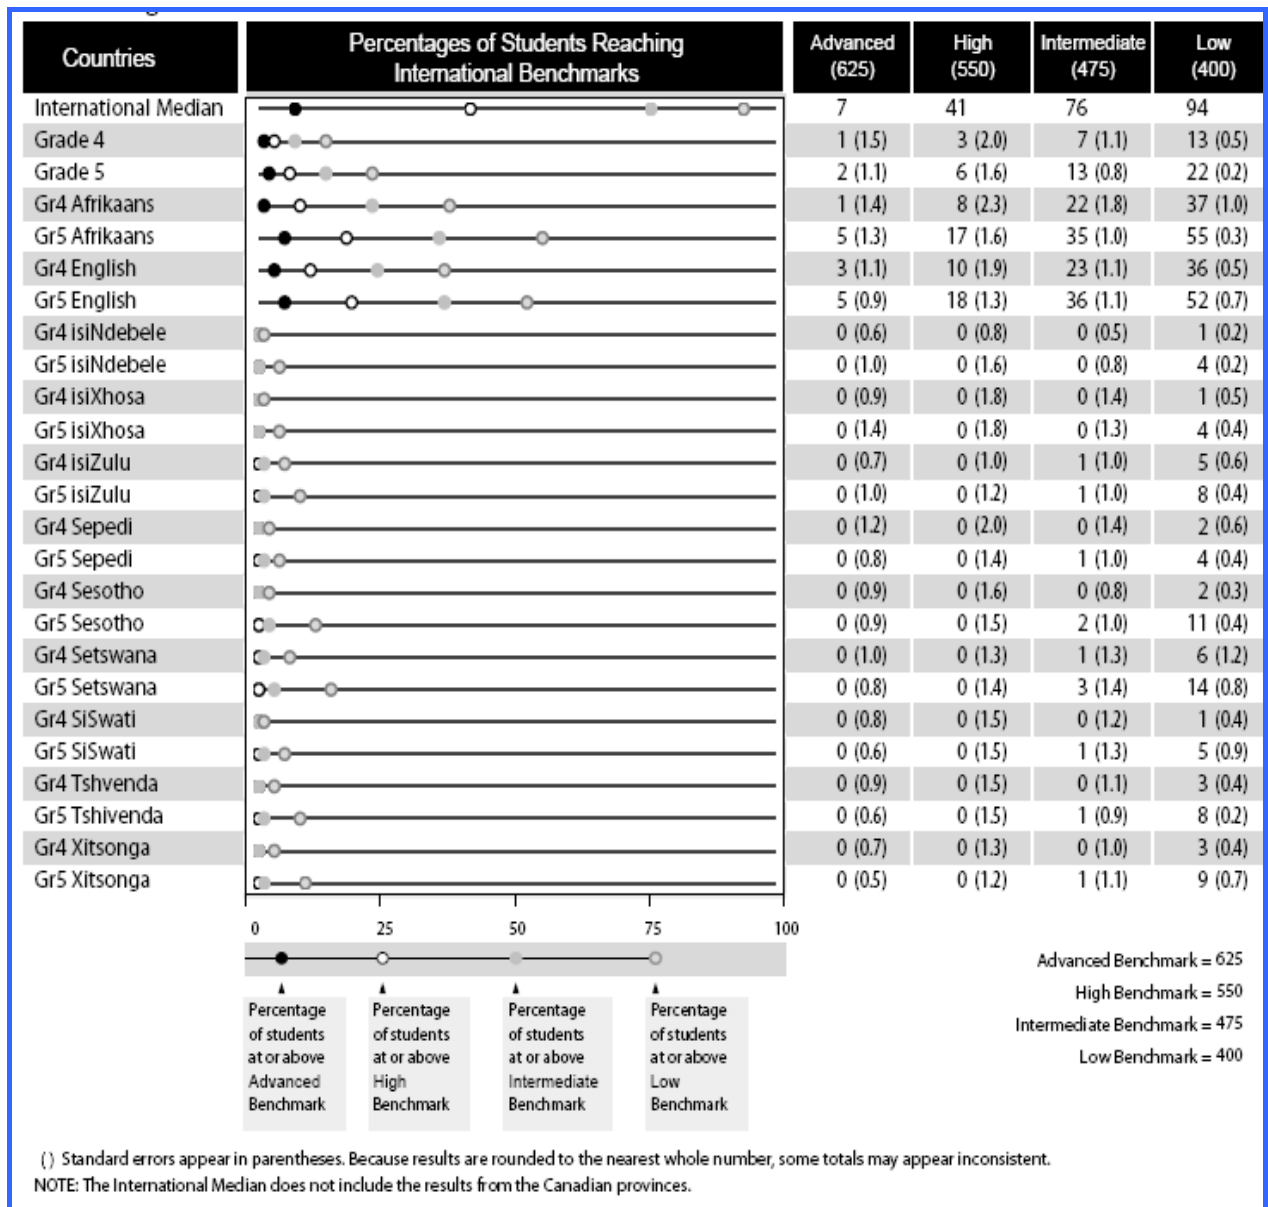 Countries Percentages of Students Reaching International Benchmarks Advanced (625) High (550) Intermediate (475) Low (400)
International Median 7 41 76 94
Grade 4 1 (1.5) 3 (2.0) 7 (1.1) 13 (0.5)
Grade 5 2 (1.1) 6 (1.6) 13 (0.8) 22 (0.2)
Gr4 Afrikaans 1 (1.4) 8 (2.3) 22 (1.8) 37 (1.0)
Gr5 Afrikaans 5 (1.3) 17 (1.6) 35 (1.0) 55 (0.3)
Gr4 English 3 (1.1) 10 (1.9) 23 (1.1) 36 (0.5)
Gr5 English 5 (0.9) 18 (1.3) 36 (1.1) 52 (0.7)
Gr4 isiNdebele 0 (0.6) 0 (0.8) 0 (0.5) 1 (0.2)
Gr5 isiNdebele 0 (1.0) 0 (1.6) 0 (0.8) 4 (0.2)
Gr4 isiXhosa 0 (0.9) 0 (1.8) 0 (1.4) 1 (0.5)
Gr5 isiXhosa 0 (1.4) 0 (1.8) 0 (1.3) 4 (0.4)
Gr4 isiZulu 0 (0.7) 0 (1.0) 1 (1.0) 5 (0.6)
Gr5 isiZulu 0 (1.0) 0 (1.2) 1 (1.0) 8 (0.4)
Gr4 Sepedi 0 (1.2) 0 (2.0) 0 (1.4) 2 (0.6)
Gr5 Sepedi 0 (0.8) 0 (1.4) 1 (1.0) 4 (0.4)
Gr4 Sesotho 0 (0.9) 0 (1.6) 0 (0.8) 2 (0.3)
Gr5 Sesotho 0 (0.9) 0 (1.5) 2 (1.0) 11 (0.4)
Gr4 Setswana 0 (1.0) 0 (1.3) 1 (1.3) 6 (1.2)
Gr5 Setswana 0 (0.8) 0 (1.4) 3 (1.4) 14 (0.8)
Gr4 SiSwati 0 (0.8) 0 (1.5) 0 (1.2) 1 (0.4)
Gr5 SiSwati 0 (0.6) 0 (1.5) 1 (1.3) 5 (0.9)
Gr4 Tshvenda 0 (0.9) 0 (1.5) 0 (1.1) 3 (0.4)
Gr5 Tshivenda 0 (0.6) 0 (1.5) 1 (0.9) 8 (0.2)
Gr4 Xitsonga 0 (0.7) 0 (1.3) 0 (1.0) 3 (0.4)
Gr5 Xitsonga 0 (0.5) 0 (1.2) 1 (1.1) 9 (0.7)
0 25 50 75 100
Percentage
of students
at or above
Advanced
Benchmark
Percentage
of students
at or above
High
Benchmark
Percentage
of students
at or above
Intermediate
Benchmark
Percentage
of students
at or above
Low
Benchmark
Advanced Benchmark = 625
High Benchmark = 550
Intermediate Benchmark = 475
Low Benchmark = 400
( ) Standard errors appear in parentheses. Because results are rounded to the nearest whole number, some totals may appear inconsistent.
NOTE: The International Median does not include the results from the Canadian provinces.